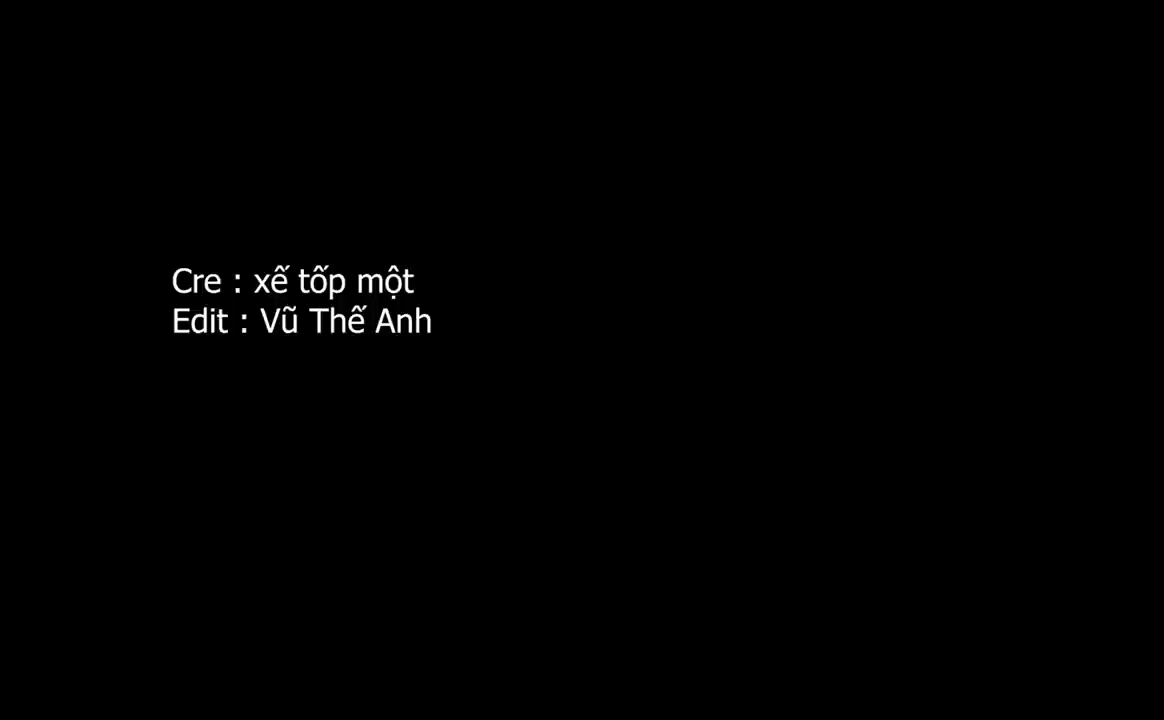 Cre : xế tốp một
Edit : Vũ Thế Anh